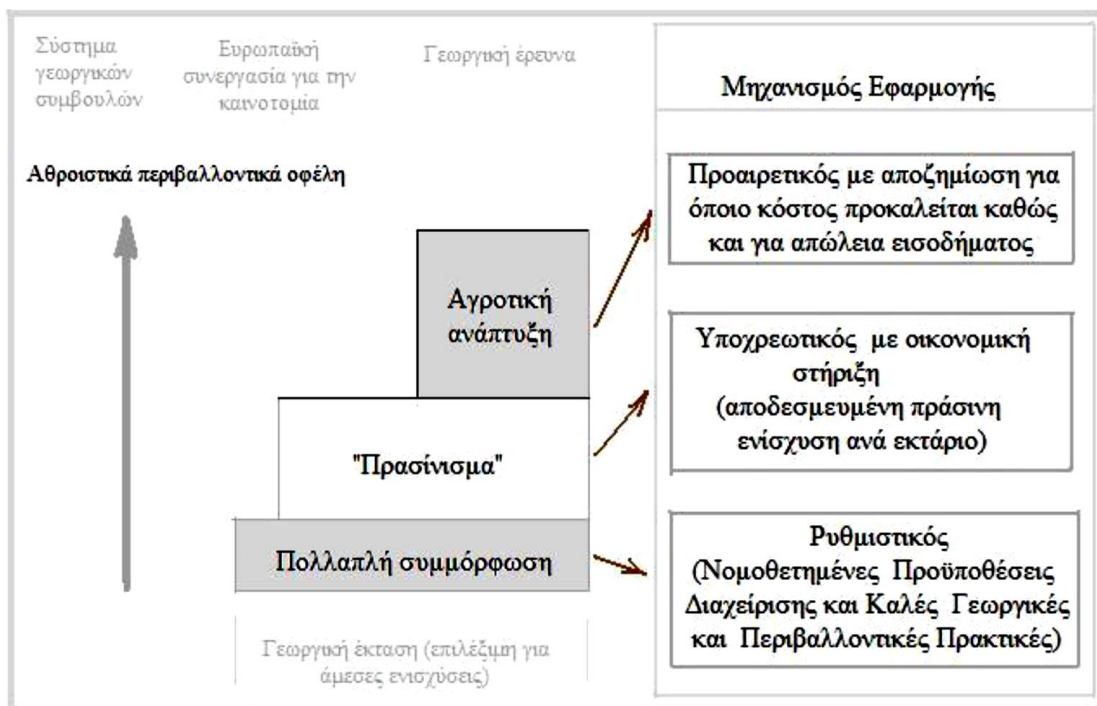 Σύστημα
γεωργικών
συμβουλών
Ευρωπαϊκή
συνεργασία για την
καινοτομία
Γεωργική έρευνα
Μηχανισμός Εφαρμογής
Αθροιστικά περιβαλλοντικά οφέλη
Προαιρετικός με αποζημίωση για
όποιο κόστος προκαλείται καθώς
και για απώλεια εισοδήματος
Αγροτική
ανάπτυξη
Υποχρεωτικός με οικονομική
στήριξη
(αποδεσμευμένη πράσινη
ενίσχυση ανά εκτάριο)
"Πρασίνισμα"
Πολλαπλή συμμόρφωση
Ρυθμιστικός
(Νομοθετημένες Προϋποθέσεις
Διαχείρισης και Καλές Γεωργικές
και Περιβαλλοντικές Πρακτικές)
Γεωργική έκταση (επιλέξιμη για
άμεσες ενισχύσεις)